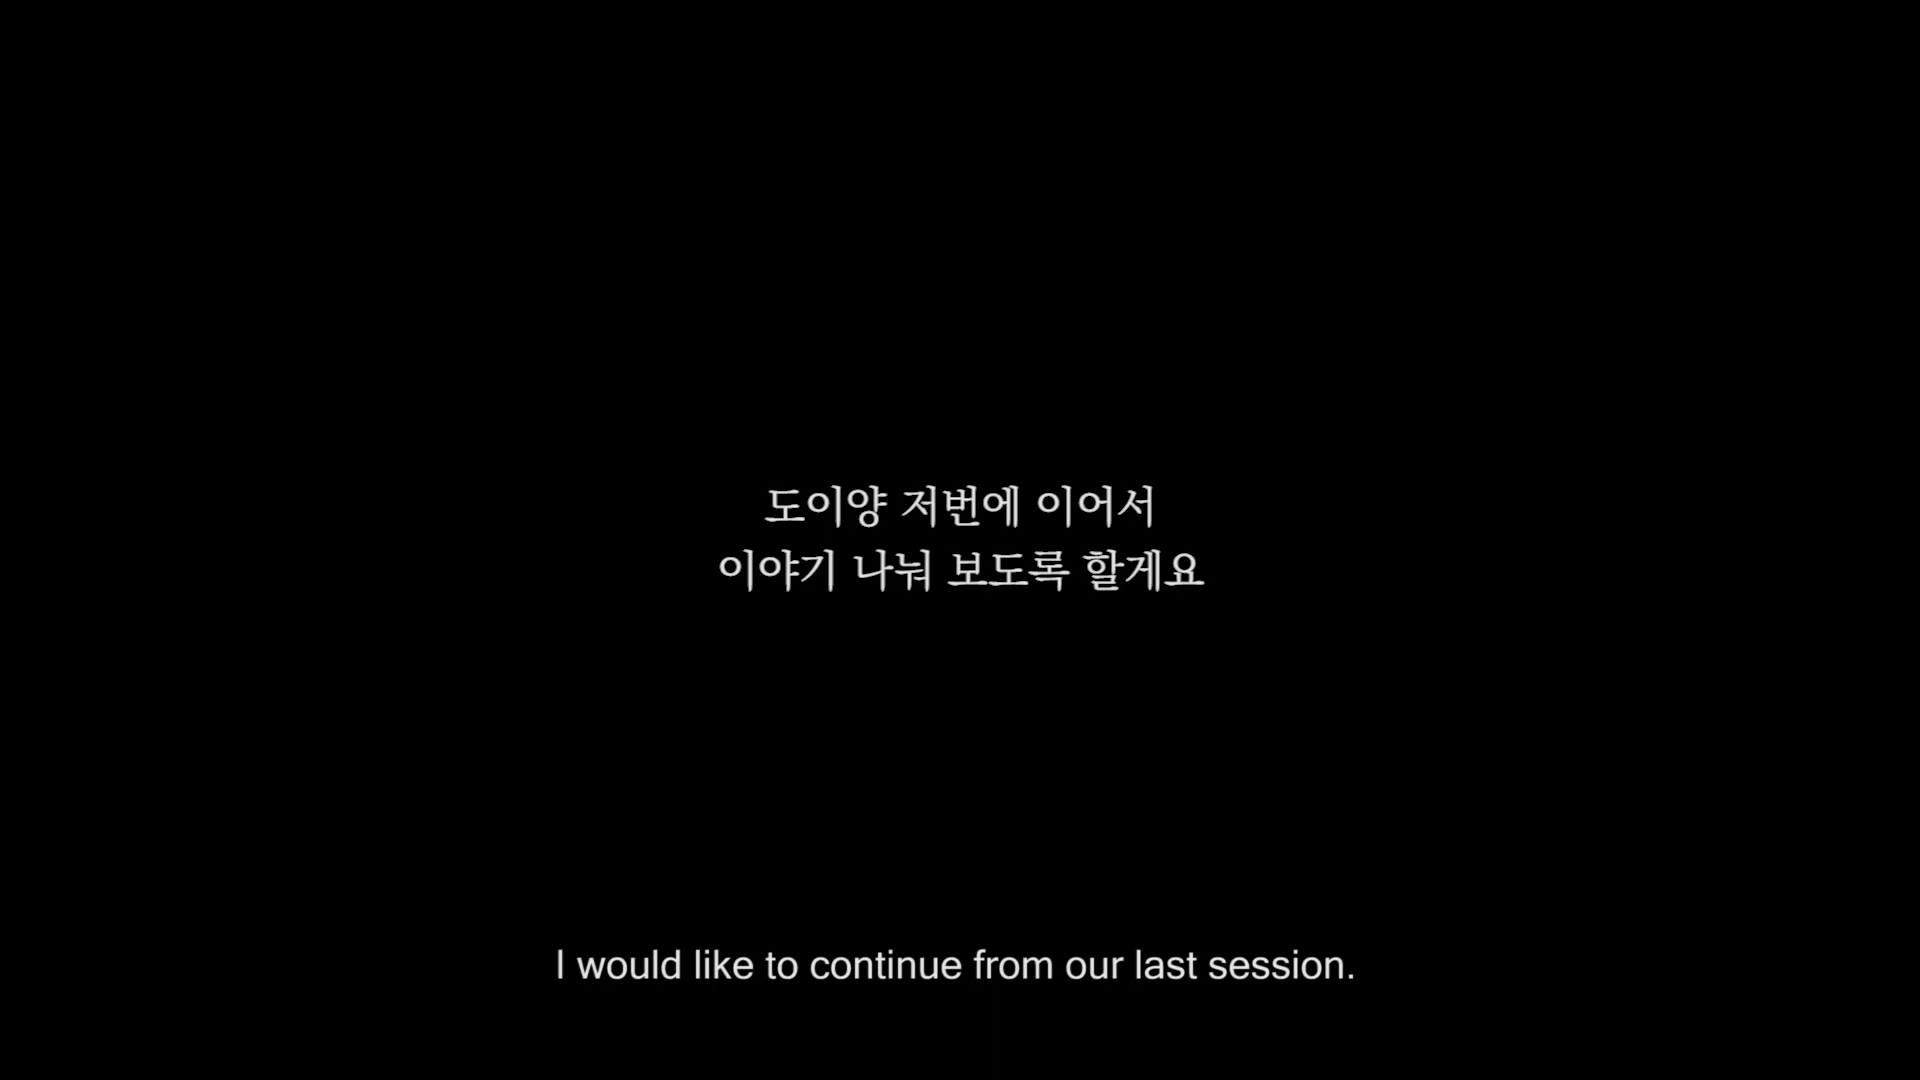 도이양 저번에 이어서
이야기 나눠 보도록 할게요
I would like to continue from our last session.